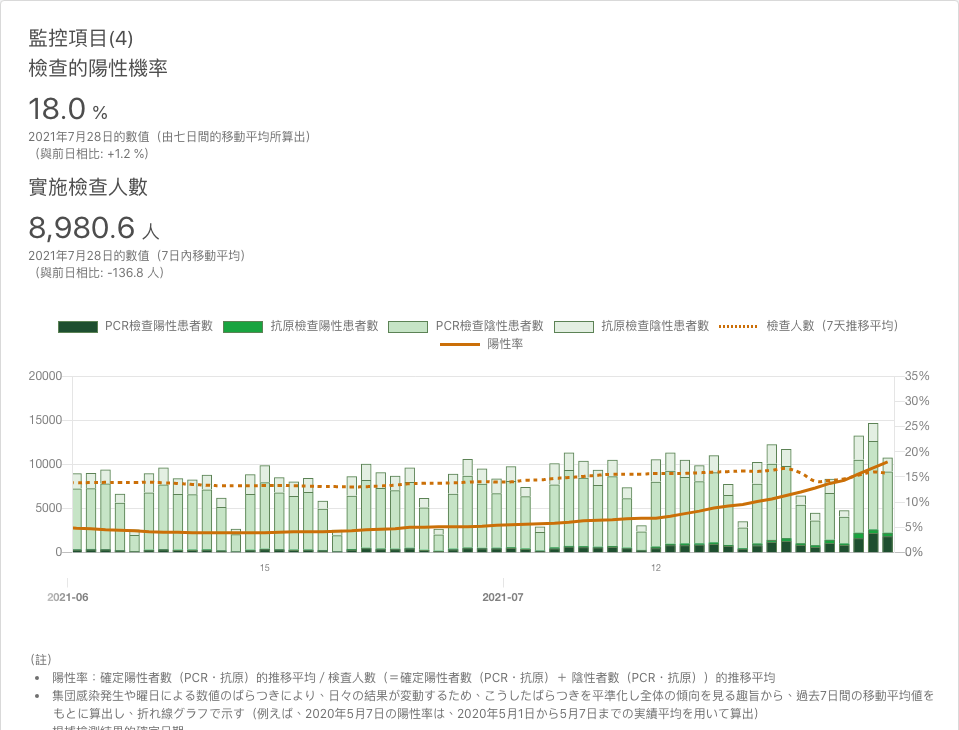 監控項目(4)
檢查的陽性機率
18.0 %
2021年7月28日的數值（由七日間的移動平均所算出）
（與前日相比: +1.2 %）
實施檢查人數
8,980.6 人
2021年7月28日的數值（7日內移動平均）
（與前日相比: -136.8 人）
PCR檢查陽性患者數 抗原檢查陽性患者數 PCR檢查陰性患者數 抗原檢查陰性患者數 檢查人數（7天推移平均）
陽性率
20000 35%
30%
15000 25%
20%
10000 15%
5000 10%
5%
0 0%
15 12
2021-06 2021-07
（註）
• 陽性率：確定陽性者數（PCR・抗原）的推移平均 / 検査人數（＝確定陽性者數（PCR・抗原）＋ 陰性者數（PCR・抗原））的推移平均
• 集団感染発生や曜日による数値のばらつきにより、日々の結果が変動するため、こうしたばらつきを平準化し全体の傾向を見る趣旨から、過去7日間の移動平均値を
もとに算出し、折れ線グラフで示す（例えば、2020年5月7日の陽性率は、2020年5月1日から5月7日までの実績平均を用いて算出）